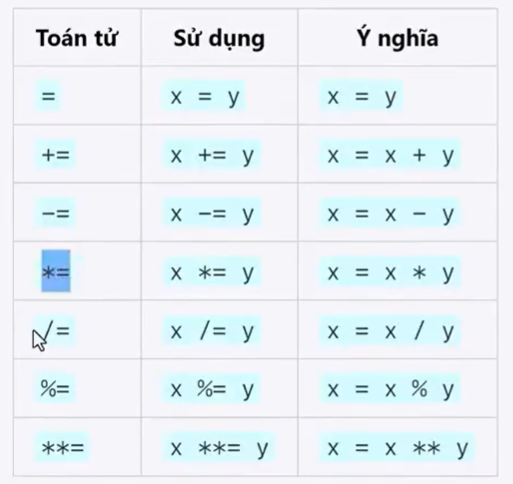 Toán tử Sử dụng Ý nghĩa
= x = y x = y
+= x += y x = x + y
-= x -= y x = x - y
*= x *= y x = x * y
/= x /= y x = x / y
%= x %= y x = x % y
**= x **= y x = x ** y